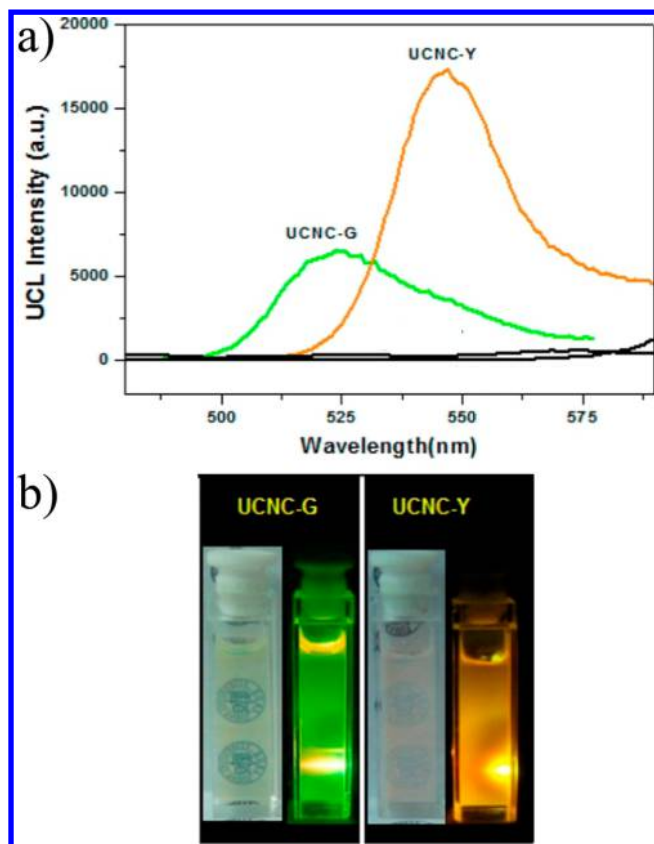 a)
20000
15000
10000
5000
0
UCL Intensity (a.u.)
UCNC-Y
UCNC-G
500
525
550
575
Wavelength(nm)
b)
UCNC-G
UCNC-Y